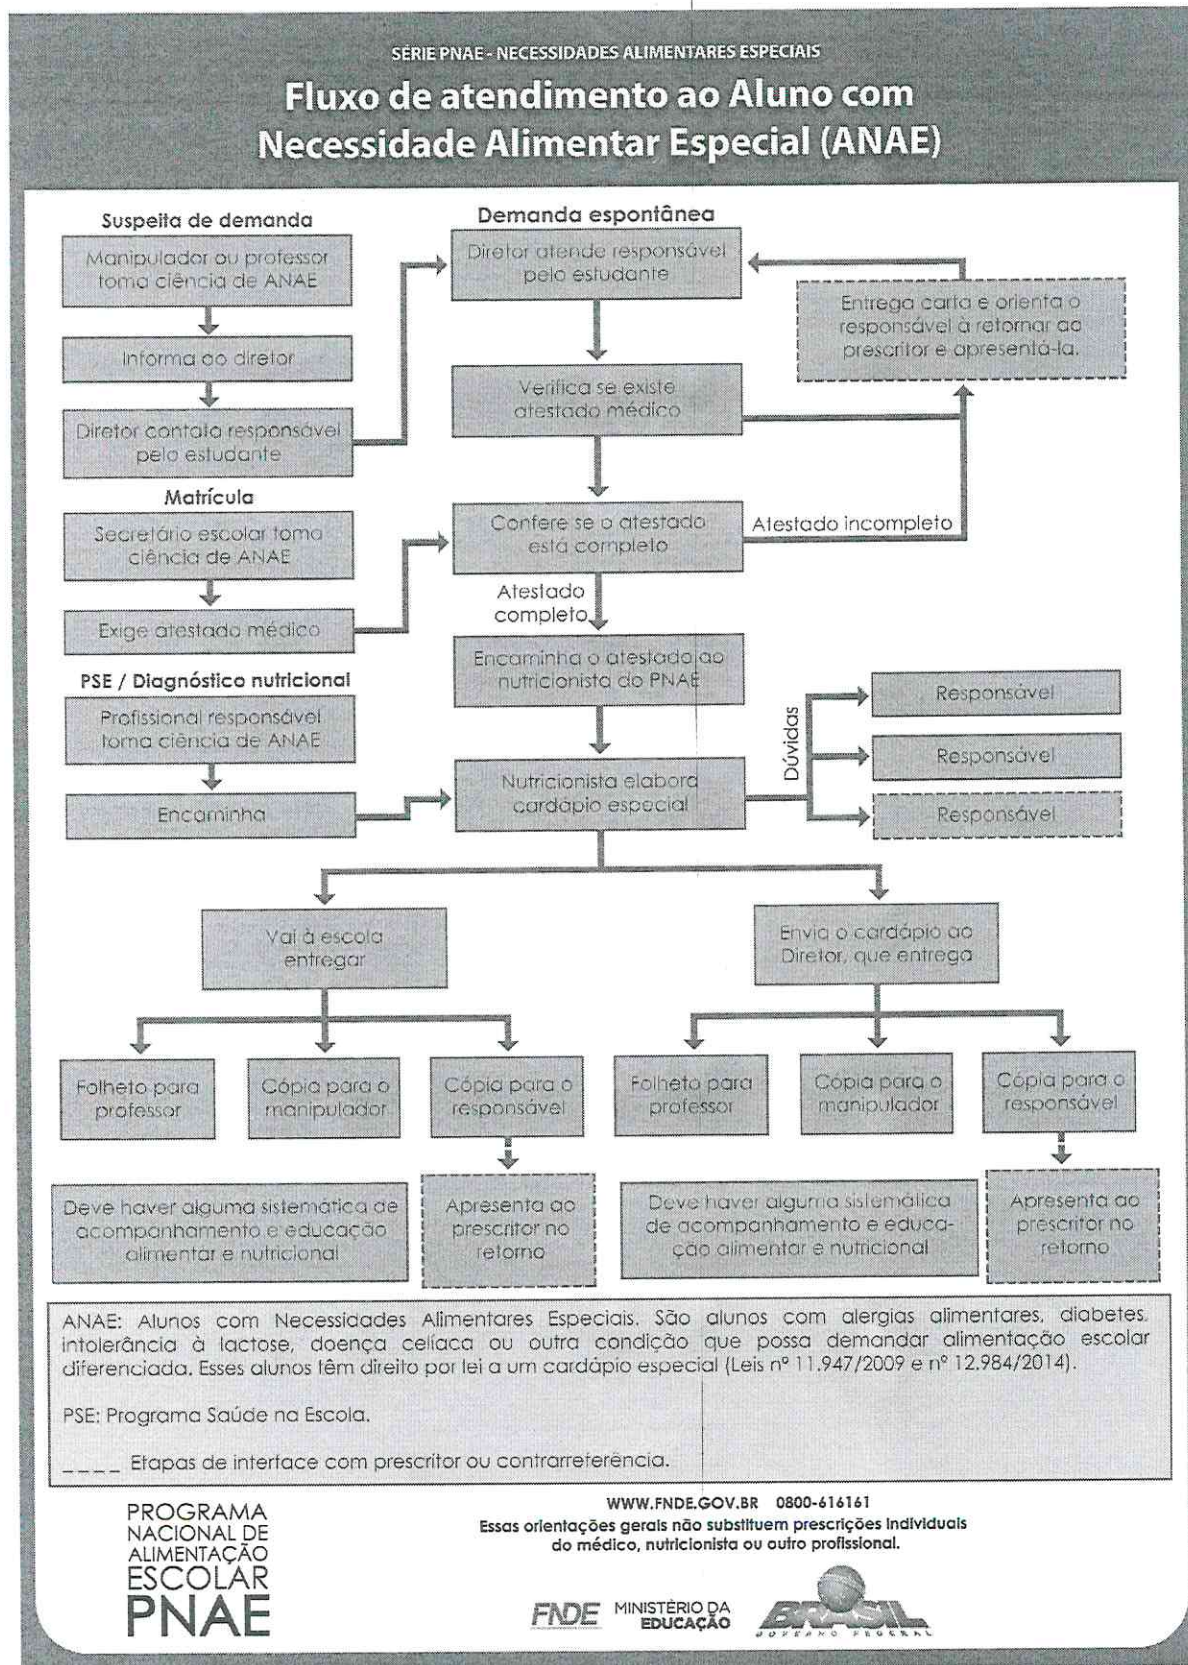 SÉRIE PNAE - NECESSIDADES ALIMENTARES ESPECIAIS
Fluxo de atendimento ao Aluno com
Necessidade Alimentar Especial (ANAE)
Suspeita de demanda
Manipulador ou professor
toma ciência de ANAE
Informa ao diretor
Diretor contata responsável
pelo estudante
Matrícula
Secretário escolar toma
ciência de ANAE
Exige atestado médico
PSE / Diagnóstico nutricional
Profissional responsável
toma ciência de ANAE
Encaminha
Demanda espontânea
Diretor atende responsável
pelo estudante
Verifica se existe
atestado médico
Confere se o atestado
está completo
Atestado
completo
Encaminha o atestado ao
nutricionista do PNAE
Nutricionista elabora
cardápio especial
Entrega carta e orienta o
responsável à retornar ao
prescritor e apresentá-la.
Atestado incompleto
Dúvidas
Responsável
Responsável
Responsável
Vai à escola
entregar
Envia o cardápio ao
Diretor, que entrega
Folheto para
professor
Cópia para o
manipulador
Cópia para o
responsável
Folheto para
professor
Cópia para o
manipulador
Cópia para o
responsável
Deve haver alguma sistemática de
acompanhamento e educação
alimentar e nutricional
Apresenta ao
prescritor no
retorno
Deve haver alguma sistemática
de acompanhamento e educa-
ção alimentar e nutricional
Apresenta ao
prescritor no
retorno
ANAE: Alunos com Necessidades Alimentares Especiais. São alunos com alergias alimentares, diabetes,
intolerância à lactose, doença celíaca ou outra condição que possa demandar alimentação escolar
diferenciada. Esses alunos têm direito por lei a um cardápio especial (Leis nº 11.947/2009 e nº 12.984/2014).
PSE: Programa Saúde na Escola.
_ _ _ _ Etapas de interface com prescritor ou contrarreferência.
PROGRAMA
NACIONAL DE
ALIMENTAÇÃO
ESCOLAR
PNAE
WWW.FNDE.GOV.BR 0800-616161
Essas orientações gerais não substituem prescrições individuais
do médico, nutricionista ou outro profissional.
FNDE
MINISTÉRIO DA
EDUCAÇÃO
BRASIL
GOVERNO FEDERAL